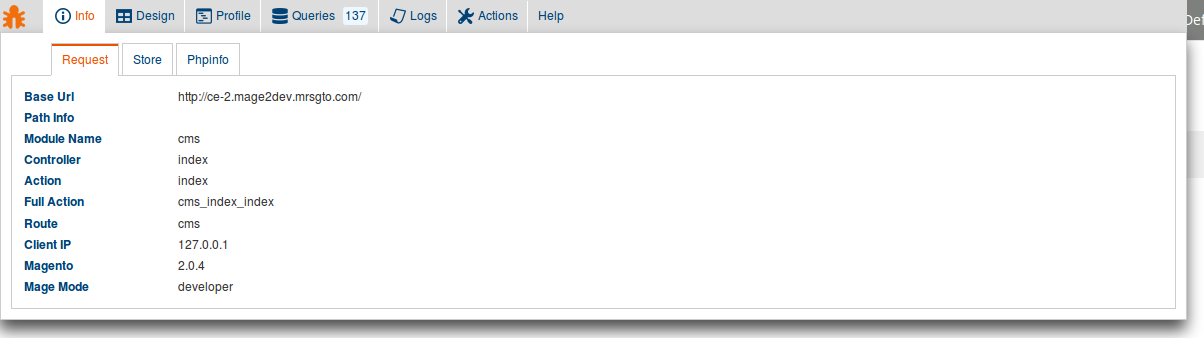 Info Design Profile Queries 137 Logs Actions Help
Request Store Phpinfo
Base Url http://ce-2.mage2dev.mrsgto.com/
Path Info
Module Name cms
Controller index
Action index
Full Action cms_index_index
Route cms
Client IP 127.0.0.1
Magento 2.0.4
Mage Mode developer